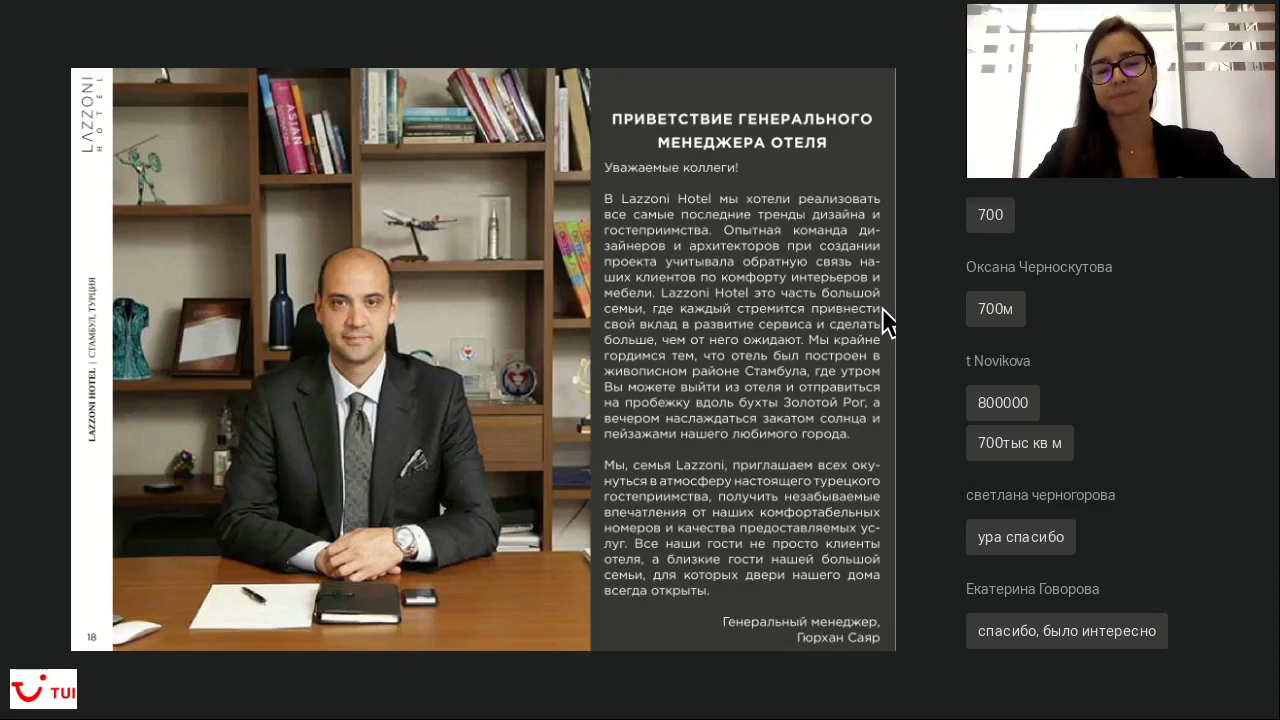 LAZZONI
HOTEL
LAZZONI HOTEL | СТАМБУЛ, ТУРЦИЯ
18
ASIAN
ПРИВЕТСТВИЕ ГЕНЕРАЛЬНОГО
МЕНЕДЖЕРА ОТЕЛЯ
Уважаемые коллеги!
В Lazzoni Hotel мы хотели реализовать
все самые последние тренды дизайна и
гостеприимства. Опытная команда ди-
зайнеров и архитекторов при создании
проекта учитывала обратную связь на-
ших клиентов по комфорту интерьеров и
мебели. Lazzoni Hotel это часть большой
семьи, где каждый стремится привнести
свой вклад в развитие сервиса и сделать
больше, чем от него ожидают. Мы крайне
гордимся тем, что отель был построен в
живописном районе Стамбула, где утром
Вы можете выйти из отеля и отправиться
на пробежку вдоль бухты Золотой Рог, а
вечером наслаждаться закатом солнца и
пейзажами нашего любимого города.
Мы, семья Lazzoni, приглашаем всех оку-
нуться в атмосферу настоящего турецкого
гостеприимства, получить незабываемые
впечатления от наших комфортабельных
номеров и качества предоставляемых ус-
луг. Все наши гости не просто клиенты
отеля, а близкие гости нашей большой
семьи, для которых двери нашего дома
всегда открыты.
Генеральный менеджер,
Гюрхан Саяр
700
Оксана Черноскутова
700м
t Novikova
800000
700тыс кв м
светлана черногорова
ура спасибо
Екатерина Говорова
спасибо, было интересно
TUI